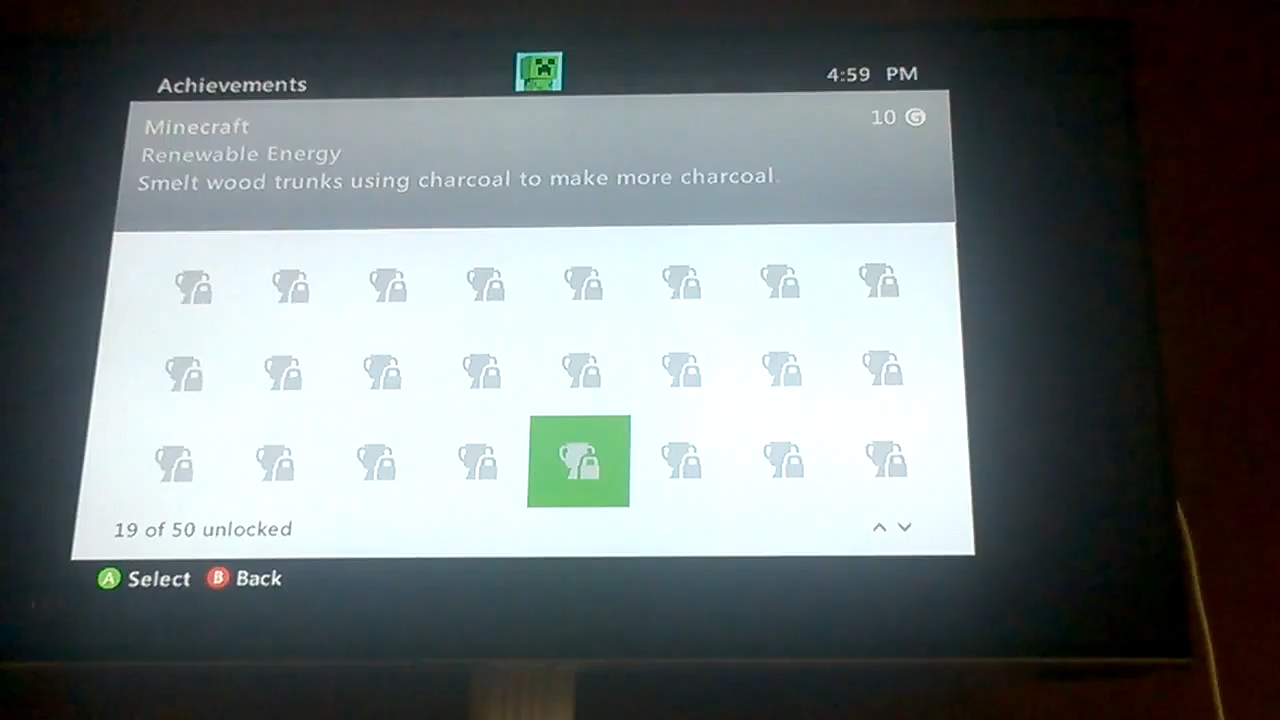 Achievements
4:59 PM
Minecraft
10 G
Renewable Energy
Smelt wood trunks using charcoal to make more charcoal.
19 of 50 unlocked
A Select B Back